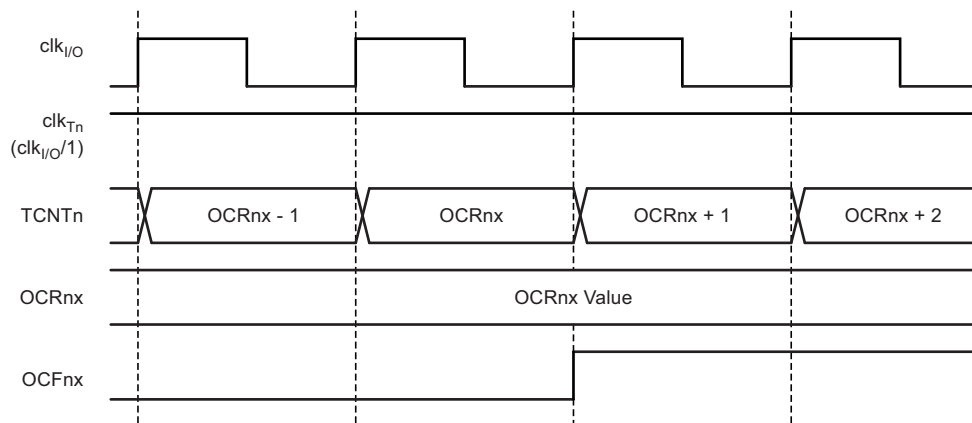 clkI/O
clkTn
(clkI/O/1)
TCNTn OCRnx - 1 OCRnx OCRnx + 1 OCRnx + 2
OCRnx OCRnx Value
OCFnx